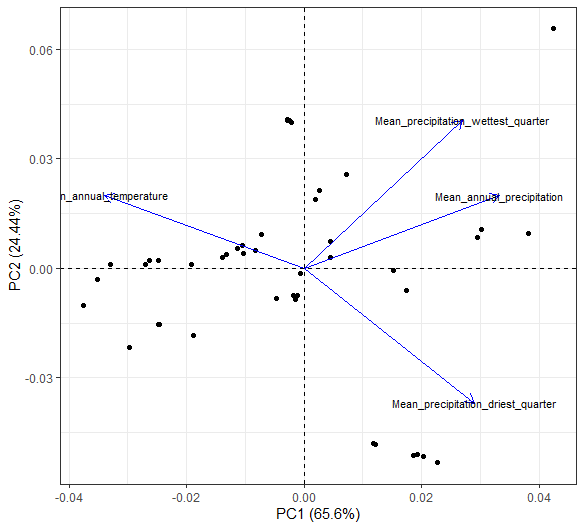 0.06
Mean_precipitation_wettest_quarter
0.03
n_annual_temperature
Mean_annual_precipitation
PC2 (24.44%)
0.00
-0.03
Mean_precipitation_driest_quarter
-0.04
-0.02
0.00
0.02
0.04
PC1 (65.6%)